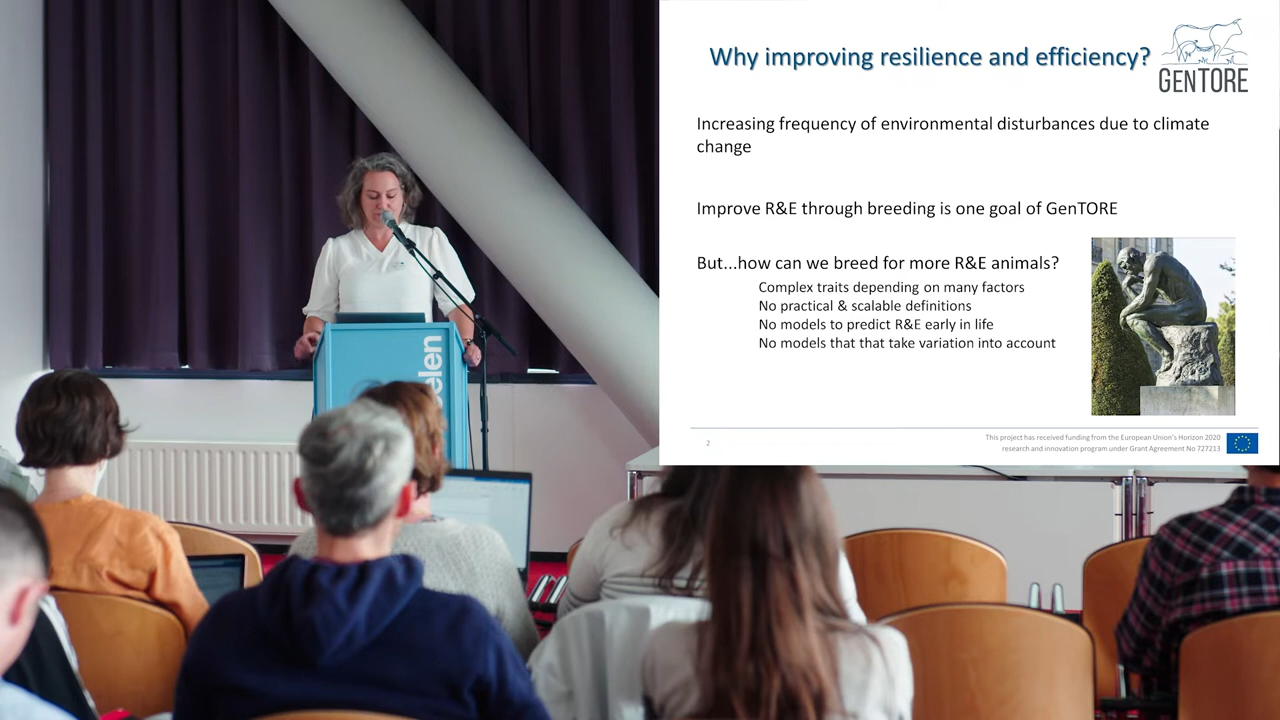 Why improving resilience and efficiency?
GENTORE
Increasing frequency of environmental disturbances due to climate
change
Improve R&E through breeding is one goal of GenTORE
But...how can we breed for more R&E animals?
Complex traits depending on many factors
No practical & scalable definitions
No models to predict R&E early in life
No models that that take variation into account
2
This project has received funding from the European Union's Horizon 2020
research and innovation program under Grant Agreement No 727213
elen